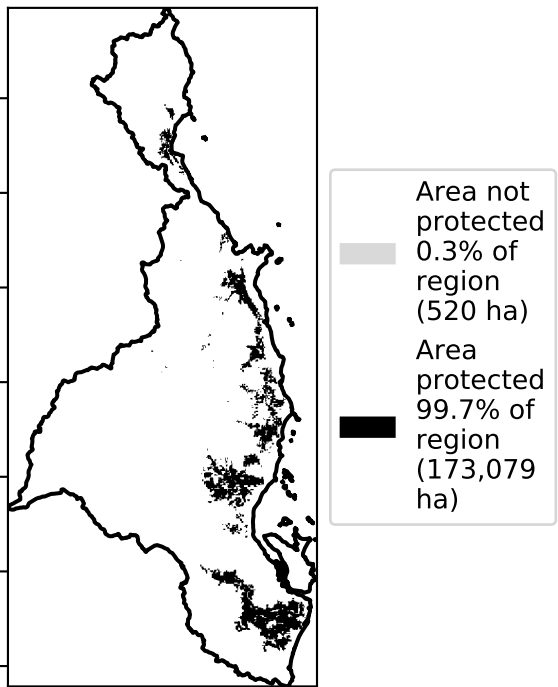 Area not
protected
0.3% of
region
(520 ha)
Area
protected
99.7% of
region
(173,079
ha)